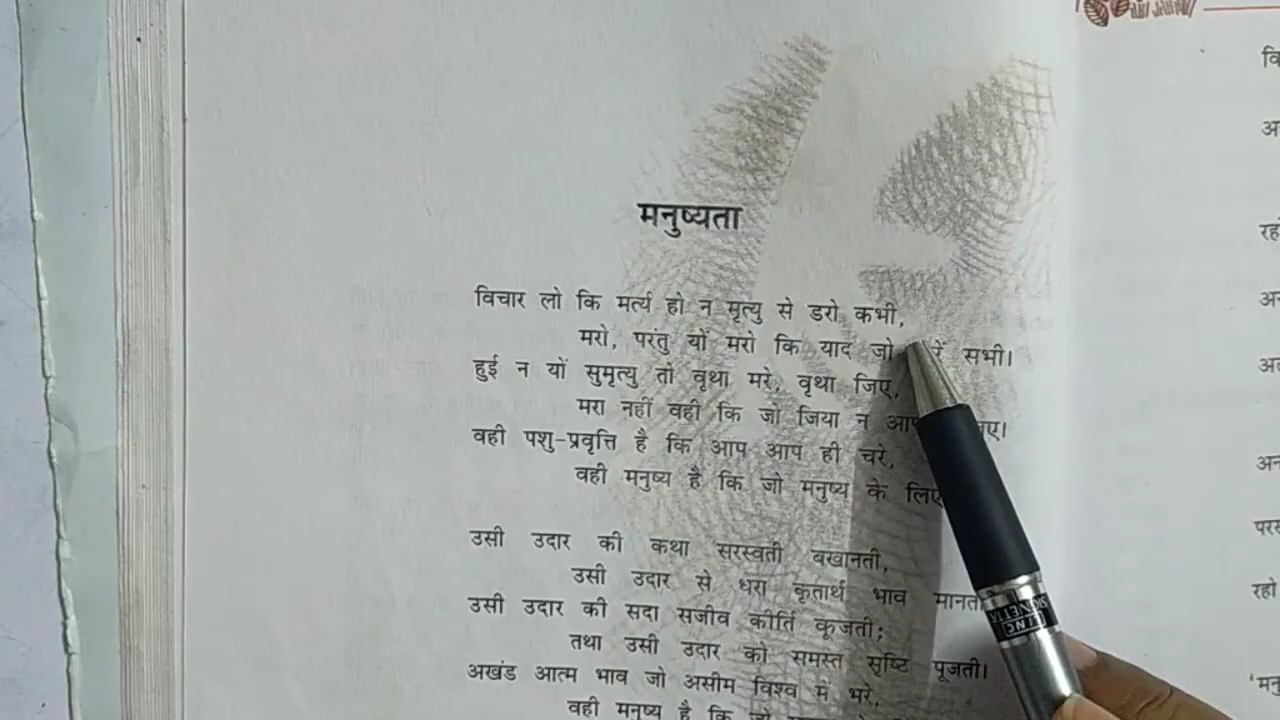 मनुष्यता
विचार लो कि मर्त्य हो न मृत्यु से डरो कभी,
मरो, परंतु यों मरो कि याद जो सभी।
हुई न यों सुमृत्यु तो वृथा मरे, वृथा जिए,
मरा नहीं वही कि जो जिया न
वही पशु-प्रवृत्ति है कि आप आप ही चरे,
वही मनुष्य है कि जो मनुष्य के
उसी उदार की कथा सरस्वती बखानती,
उसी उदार से धरा कृतार्थ भाव
उसी उदार की सदा सजीव कीर्ति कूजती;
तथा उसी उदार को समस्त सृष्टि पूजती।
अखंड आत्म भाव जो असीम विश्व में भरे,
वही मनुष्य है कि
LINC
SIGNETTA